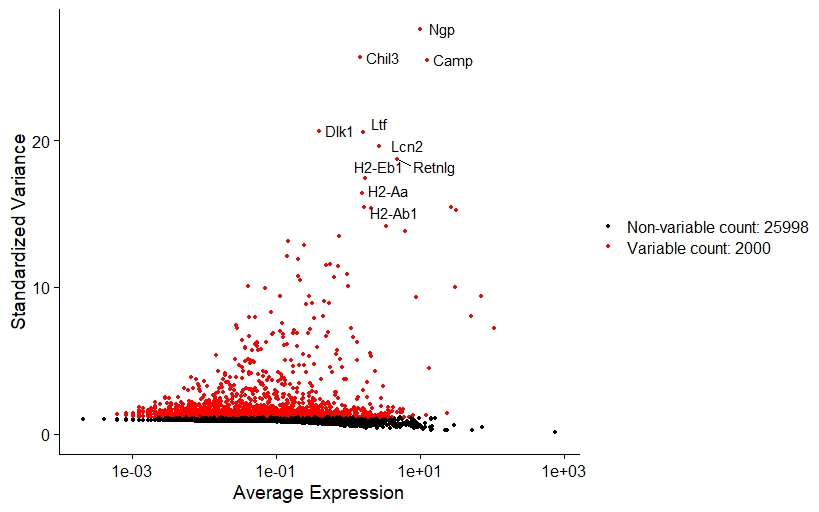 Ngp
Chil3
Camp
Dlk1
Ltf
Lcn2
H2-Eb1
Retnlg
H2-Aa
H2-Ab1
20
10
0
Standardized Variance
1e-03
1e-01
1e+01
1e+03
Average Expression
Non-variable count: 25998
Variable count: 2000